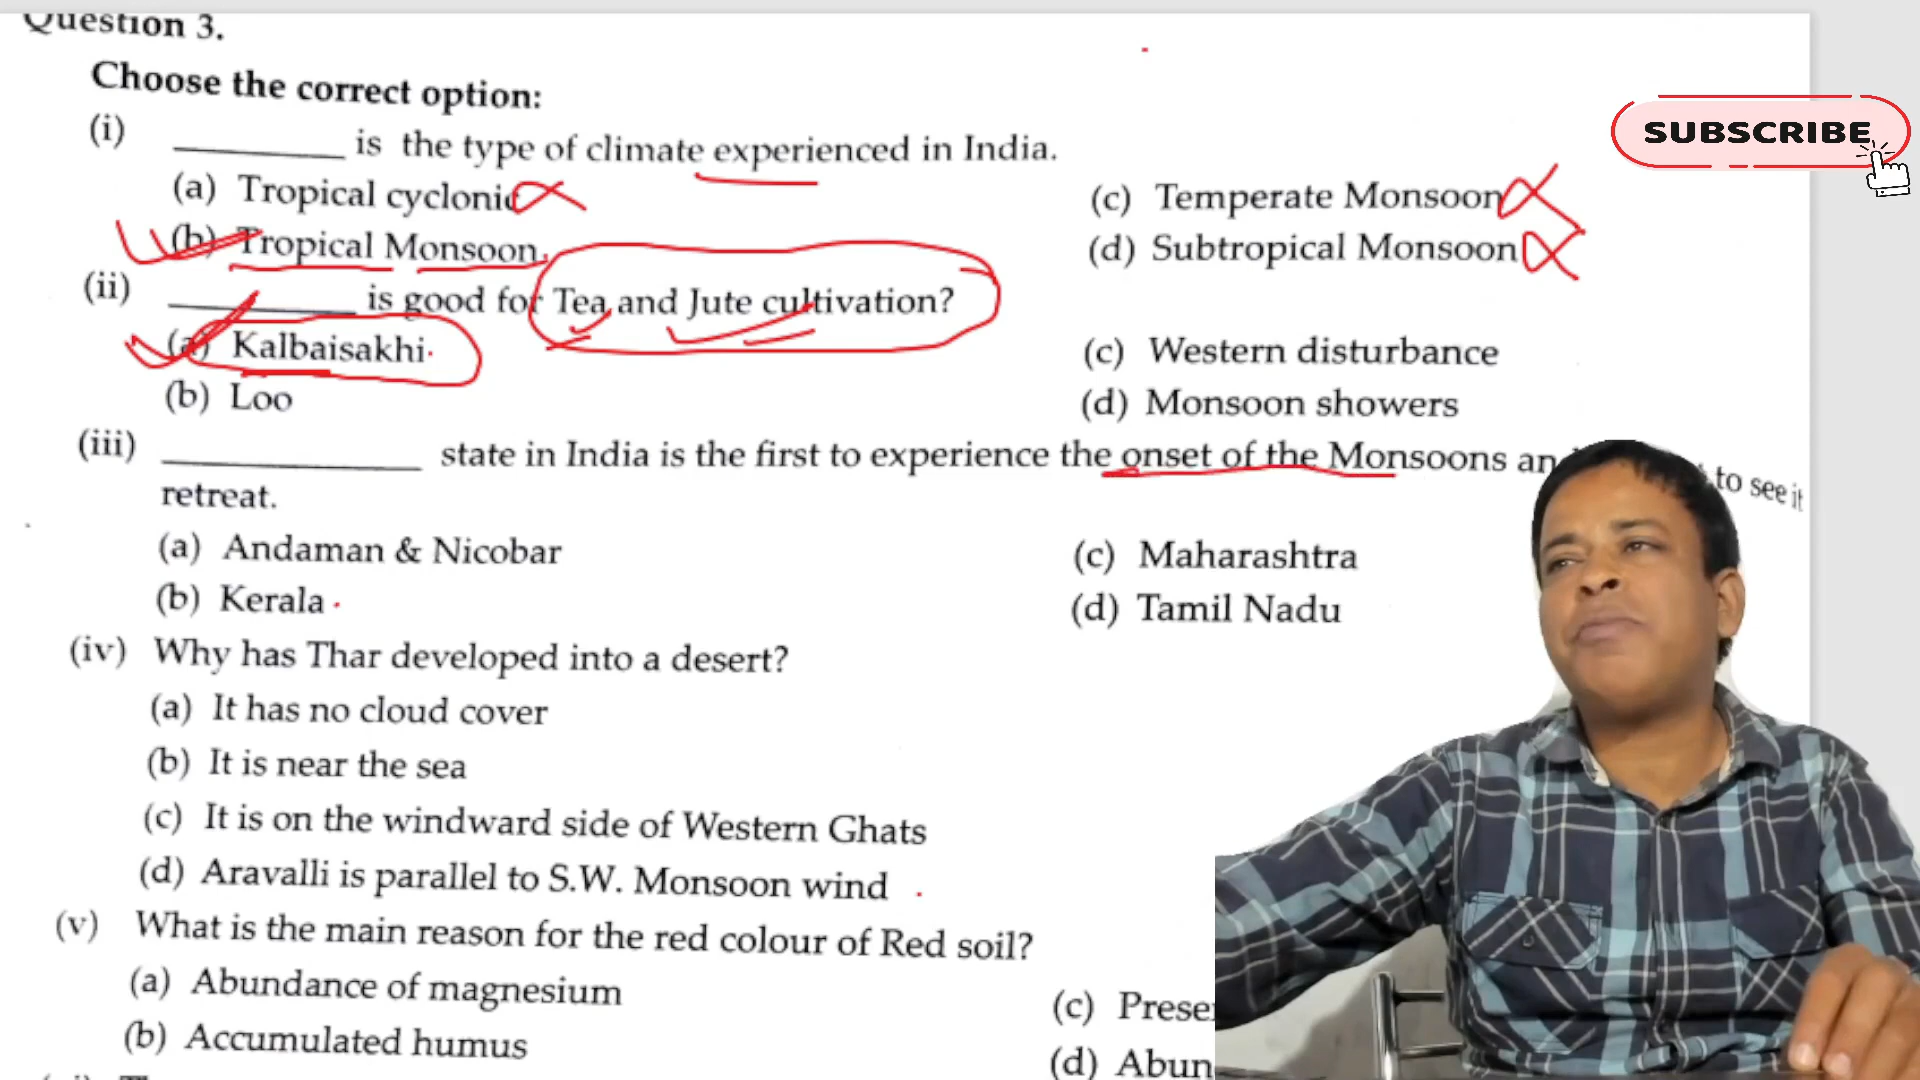 Question 3.
Choose the correct option:
SUBSCRIBE
(i) ________ is the type of climate experienced in India.
(a) Tropical cyclonic
(c) Temperate Monsoon
(b) Tropical Monsoon
(d) Subtropical Monsoon
(ii) ________ is good for Tea and Jute cultivation?
(a) Kalbaisakhi
(c) Western disturbance
(b) Loo
(d) Monsoon showers
(iii) ________ state in India is the first to experience the onset of the Monsoons to see it
retreat.
(a) Andaman & Nicobar
(c) Maharashtra
(b) Kerala
(d) Tamil Nadu
(iv) Why has Thar developed into a desert?
(a) It has no cloud cover
(b) It is near the sea
(c) It is on the windward side of Western Ghats
(d) Aravalli is parallel to S.W. Monsoon wind
(v) What is the main reason for the red colour of Red soil?
(a) Abundance of magnesium
(c)
(b) Accumulated humus
(d)